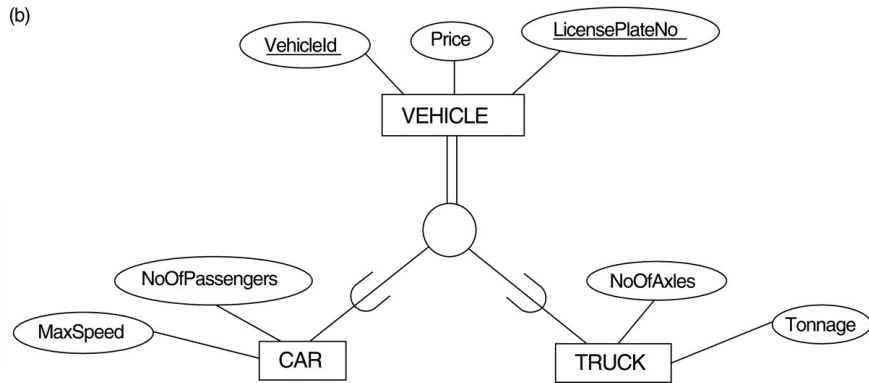 (b)
VehicleId
Price
LicensePlateNo
VEHICLE
NoOfPassengers
NoOfAxles
MaxSpeed
Tonnage
CAR
TRUCK